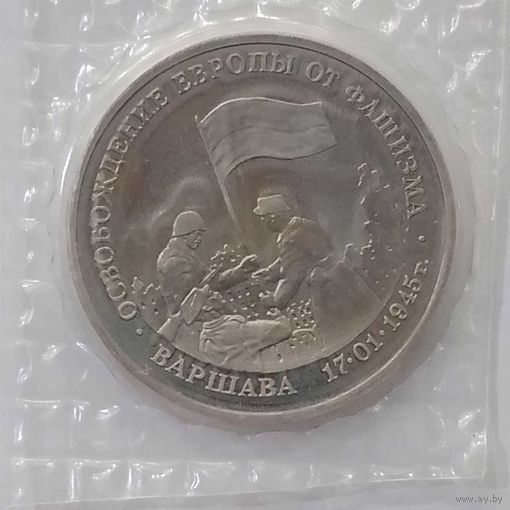 ОСВОБОЖДЕНИЕ ЕВРОПЫ ОТ ФАШИЗМА
· ВАРШАВА 17·01·1945г. ·
www.ay.by